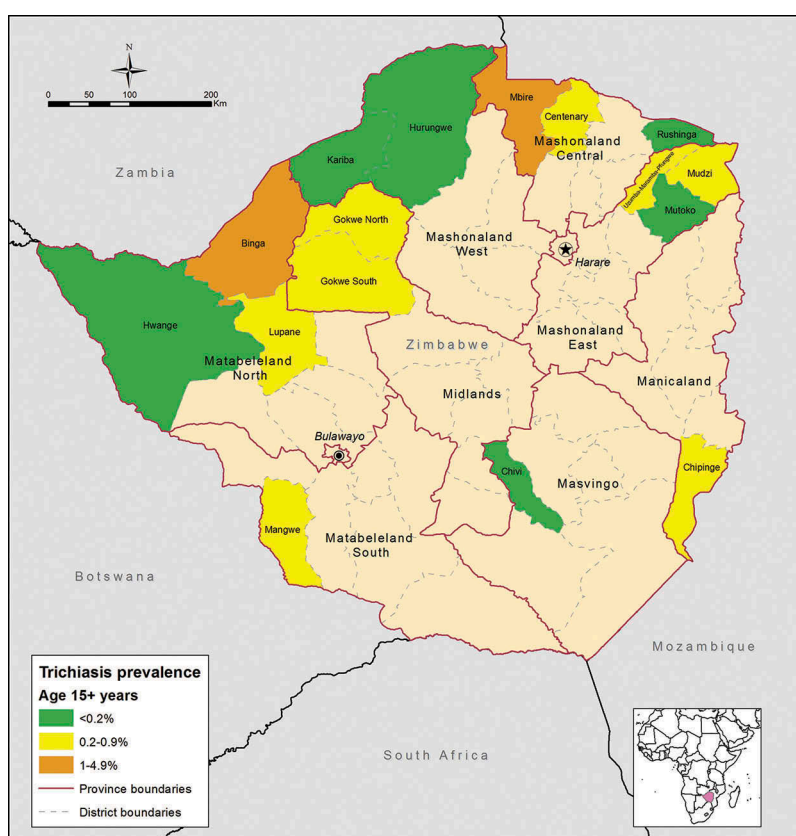 N
0 50 100 200
Km
Zambia
Mbire
Centenary
Mashonaland
Central
Hurungwe
Kariba
Rushinga
Uzumba-Maramba-Pfungwe
Mudzi
Mutoko
Gokwe North
Binga
Mashonaland
West
Harare
Gokwe South
Hwange
Lupane
Zimbabwe
Mashonaland
East
Matabeleland
North
Manicaland
Midlands
Bulawayo
Chivi
Masvingo
Chipinge
Mangwe
Matabeleland
South
Botswana
Mozambique
South Africa
Trichiasis prevalence
Age 15+ years
<0.2%
0.2-0.9%
1-4.9%
Province boundaries
District boundaries